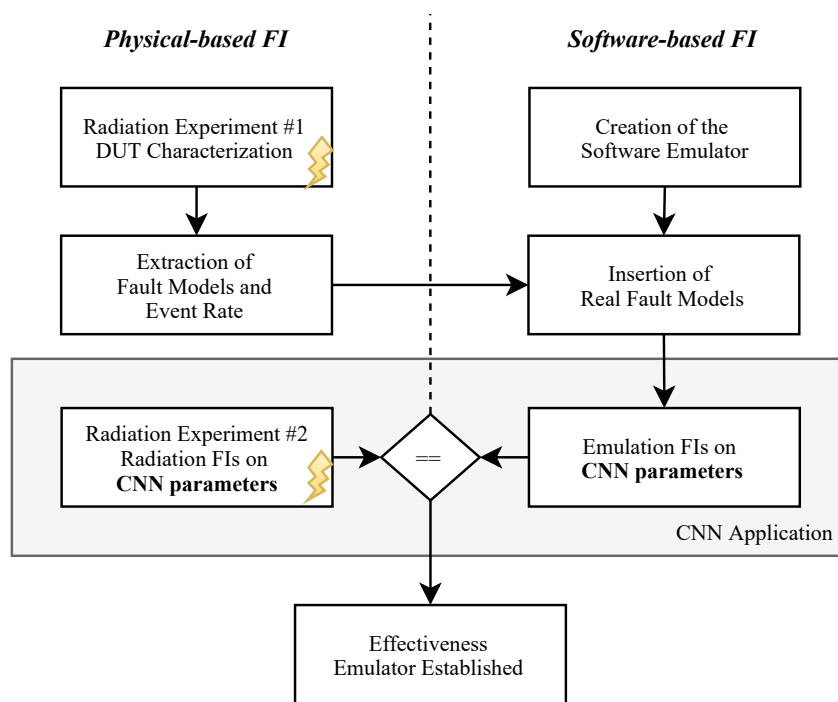 Physical-based FI
Software-based FI
Radiation Experiment #1
DUT Characterization
Creation of the
Software Emulator
Extraction of
Fault Models and
Event Rate
Insertion of
Real Fault Models
Radiation Experiment #2
Radiation FIs on
CNN parameters
==
Emulation FIs on
CNN parameters
CNN Application
Effectiveness
Emulator Established